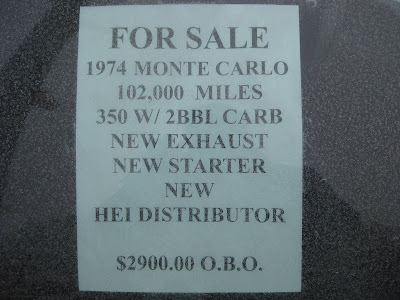 FOR SALE
1974 MONTE CARLO
102,000 MILES
350 W/ 2BBL CARB
NEW EXHAUST
NEW STARTER
NEW
HEI DISTRIBUTOR
$2900.00 O.B.O.